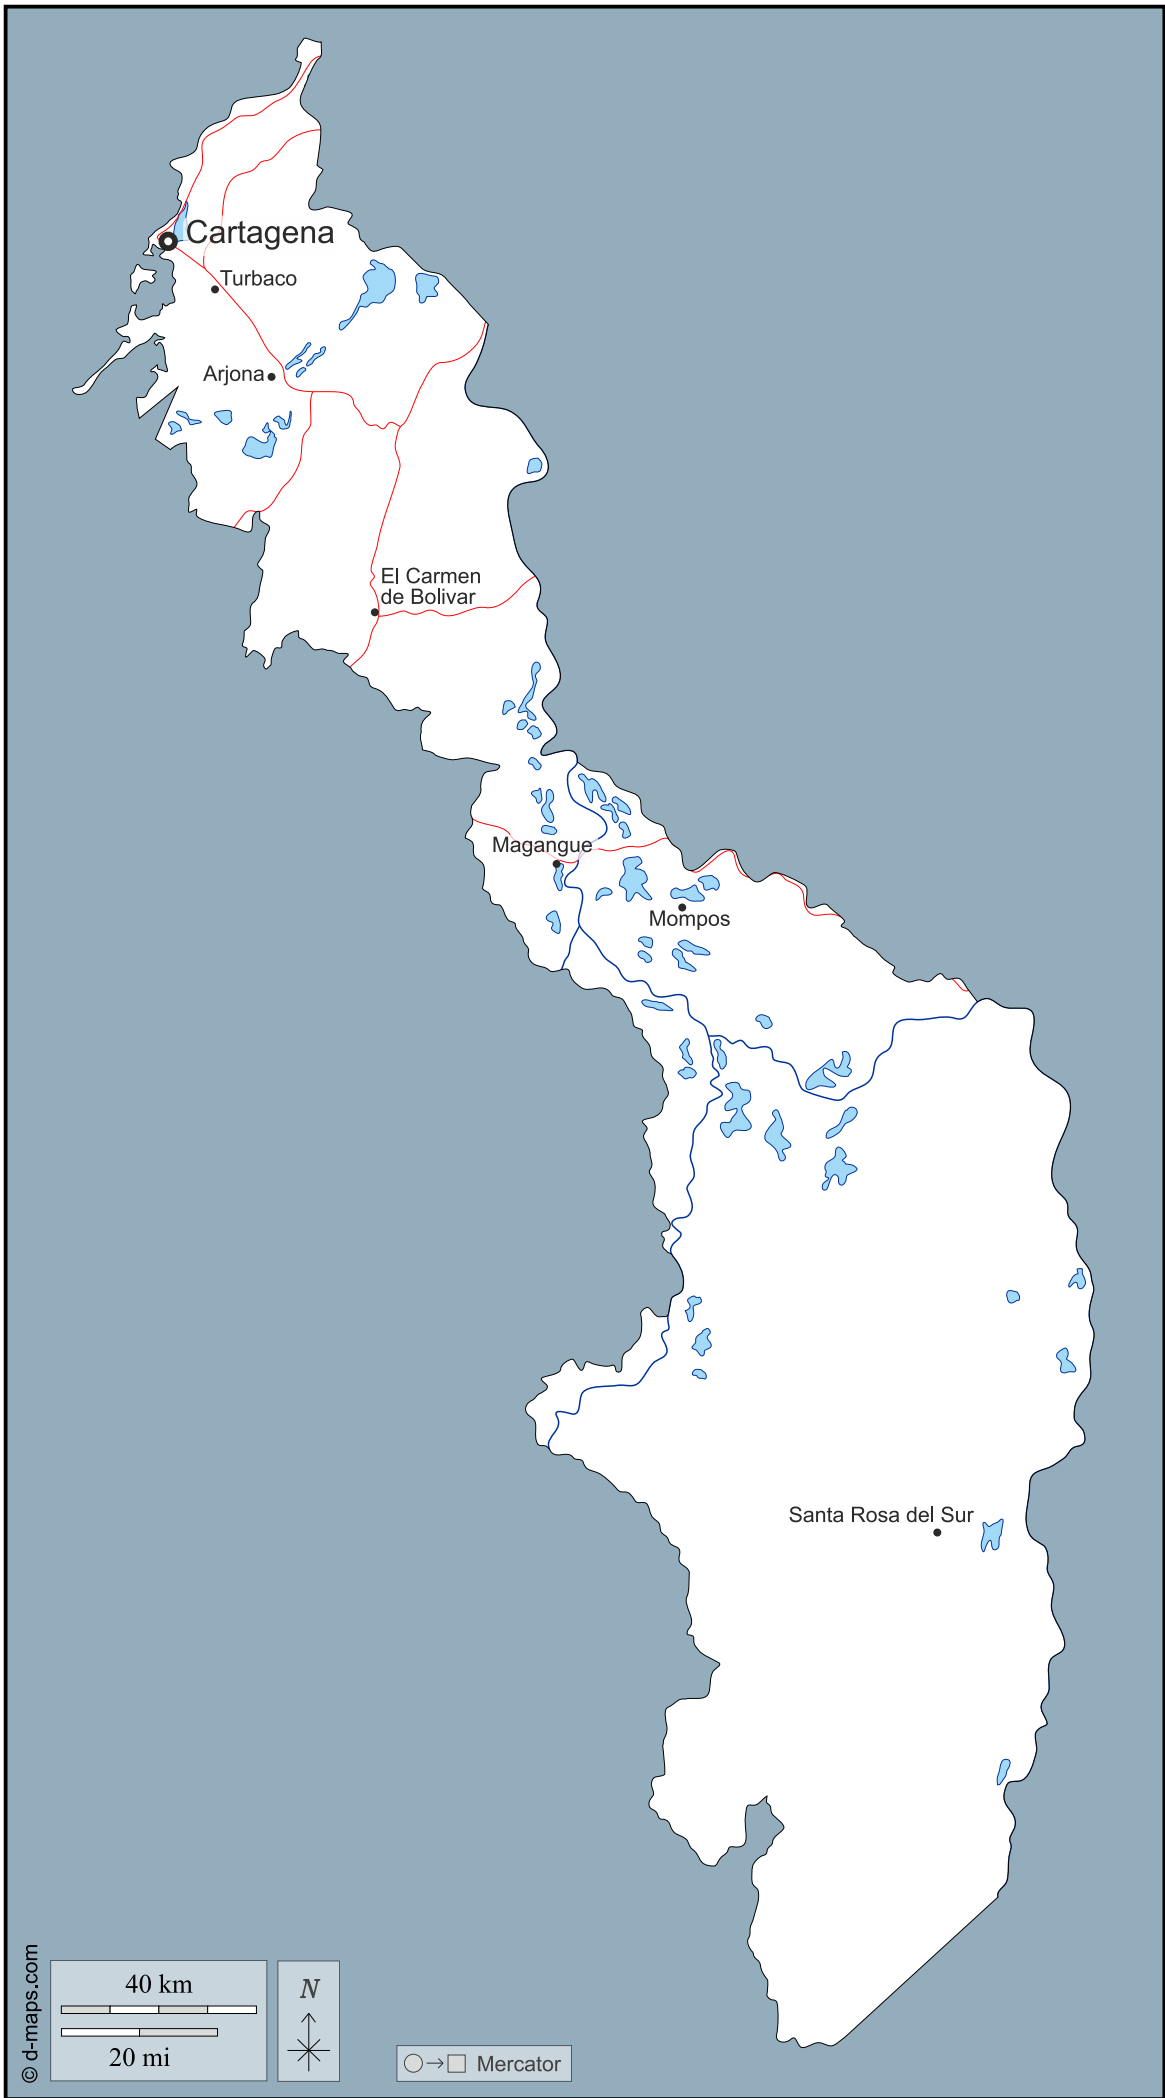 Cartagena
Turbaco
Arjona
El Carmen
de Bolivar
Magangue
Mompos
Santa Rosa del Sur
40 km
20 mi
N
Mercator
© d-maps.com